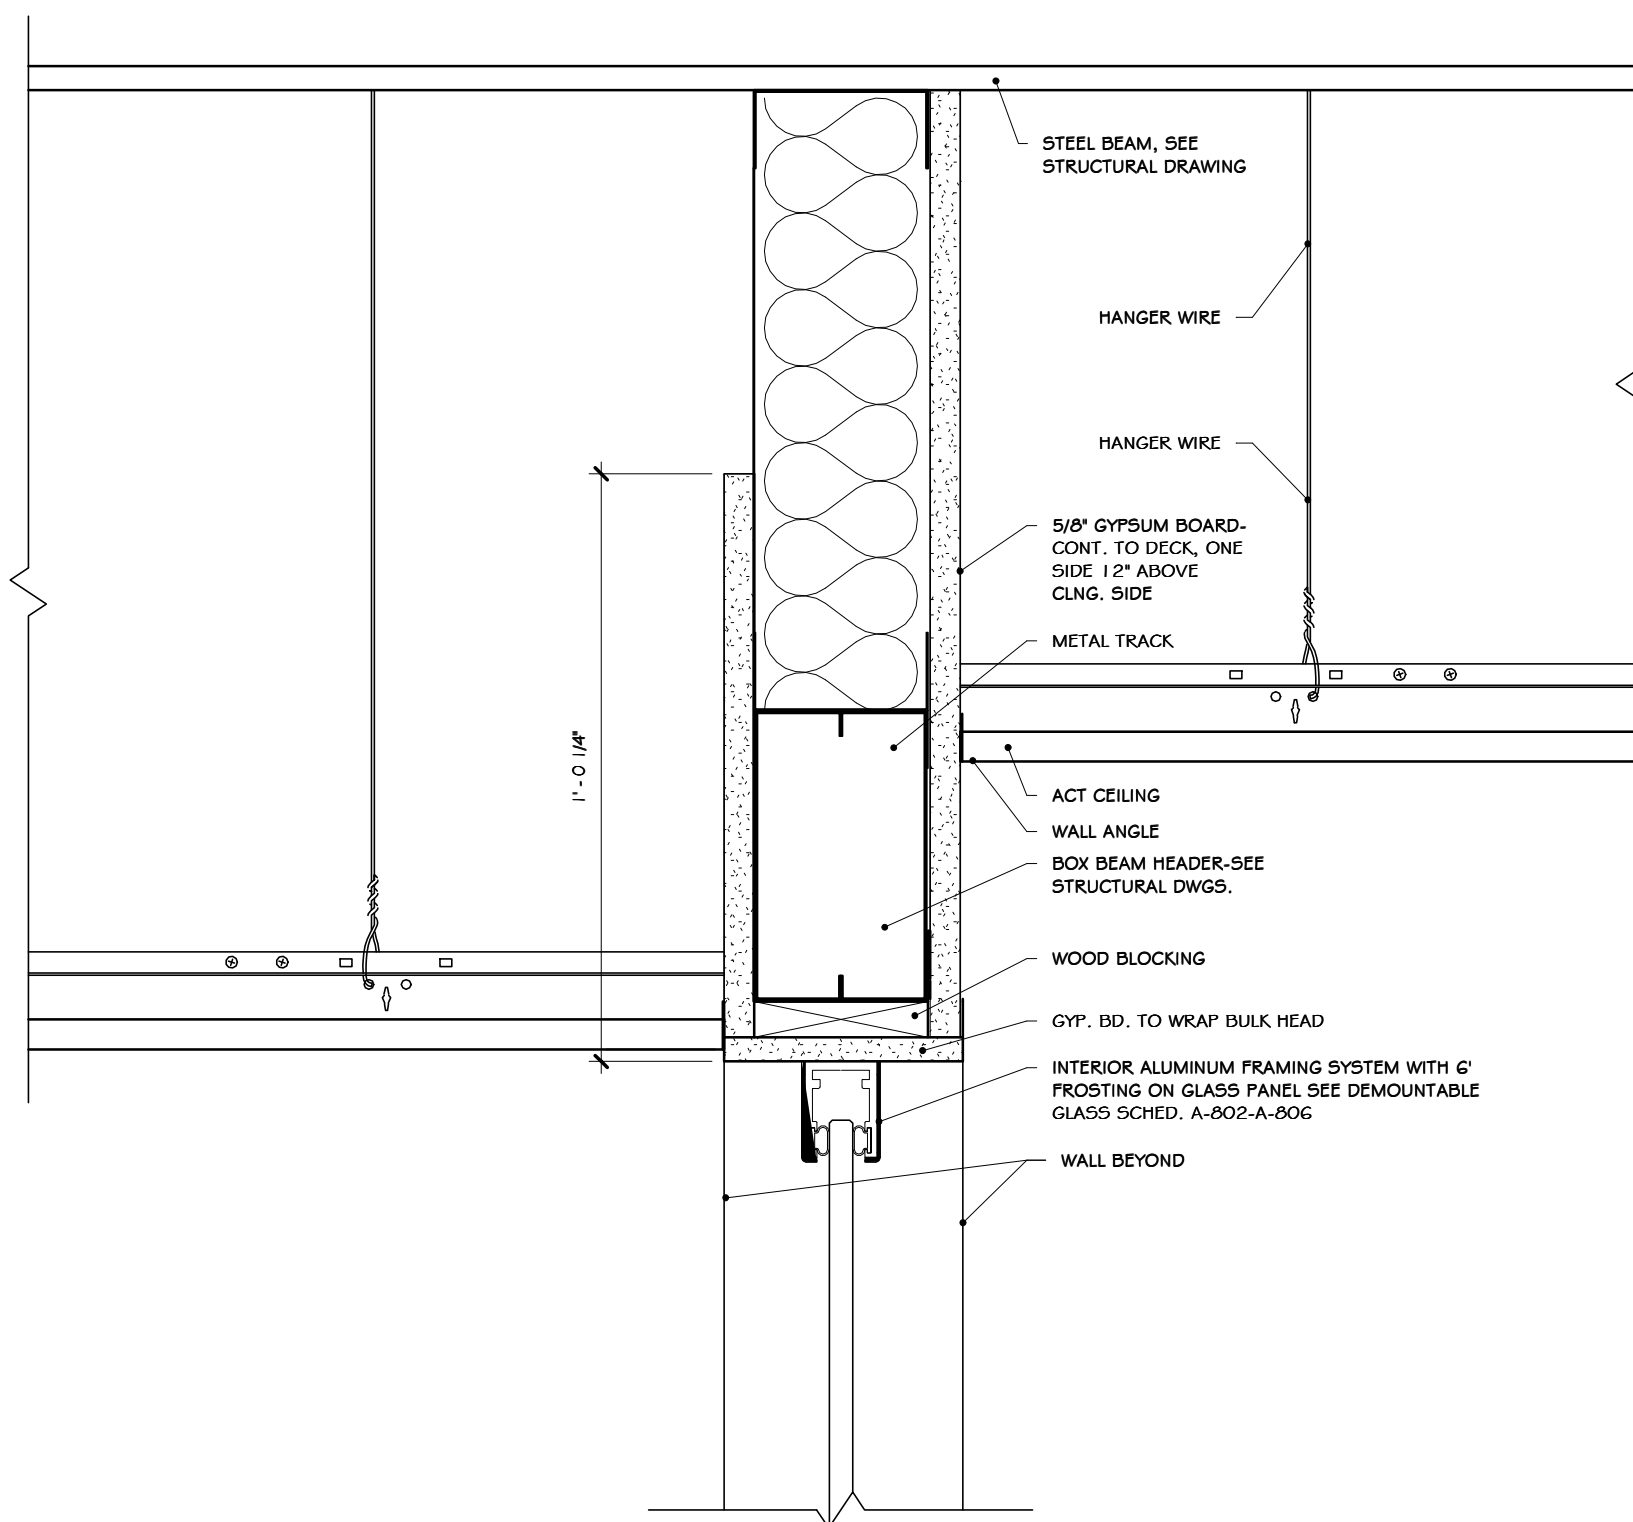 STEEL BEAM, SEE
STRUCTURAL DRAWING
HANGER WIRE
HANGER WIRE
5/8" GYPSUM BOARD-
CONT. TO DECK, ONE
SIDE 12" ABOVE
CLNG. SIDE
METAL TRACK
1' - 0 1/4"
ACT CEILING
WALL ANGLE
BOX BEAM HEADER-SEE
STRUCTURAL DWGS.
WOOD BLOCKING
GYP. BD. TO WRAP BULK HEAD
INTERIOR ALUMINUM FRAMING SYSTEM WITH 6'
FROSTING ON GLASS PANEL SEE DEMOUNTABLE
GLASS SCHED. A-802-A-806
WALL BEYOND